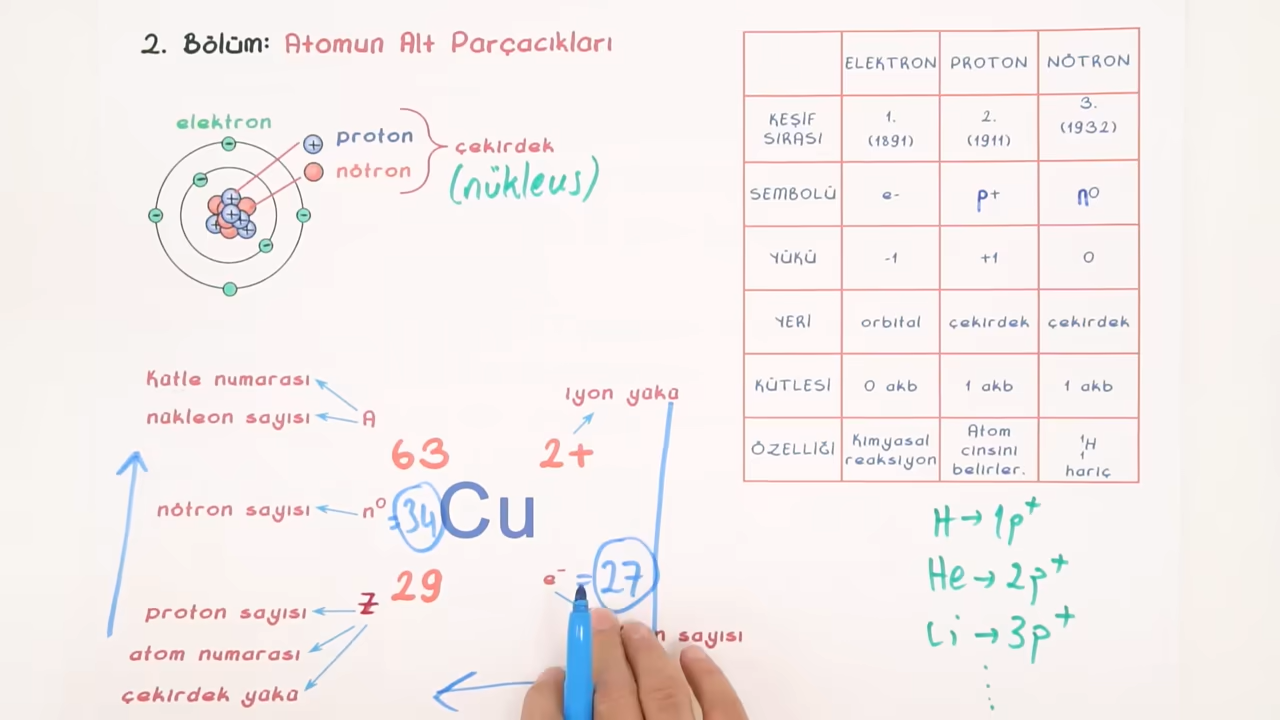 2. Bölüm: Atomun Alt Parçacıkları
elektron
proton
nötron
çekirdek
(nükleus)
ELEKTRON PROTON NÖTRON
KEŞİF SIRASI 1. (1891) 2. (1911) 3. (1932)
SEMBOLÜ e- p+ n⁰
YÜKÜ -1 +1 0
YERİ orbital çekirdek çekirdek
KÜTLESİ 0 akb 1 akb 1 akb
ÖZELLİĞİ Kimyasal reaksiyon Atom cinsini belirler. ¹₁H hariç
Kütle numarası
nükleon sayısı
A
63
2+
İyon yükü
nötron sayısı
n⁰
=34
Cu
29
e⁻
=27
proton sayısı
Z
atom numarası
çekirdek yükü
n sayısı
H→1p⁺
He→2p⁺
Li→3p⁺